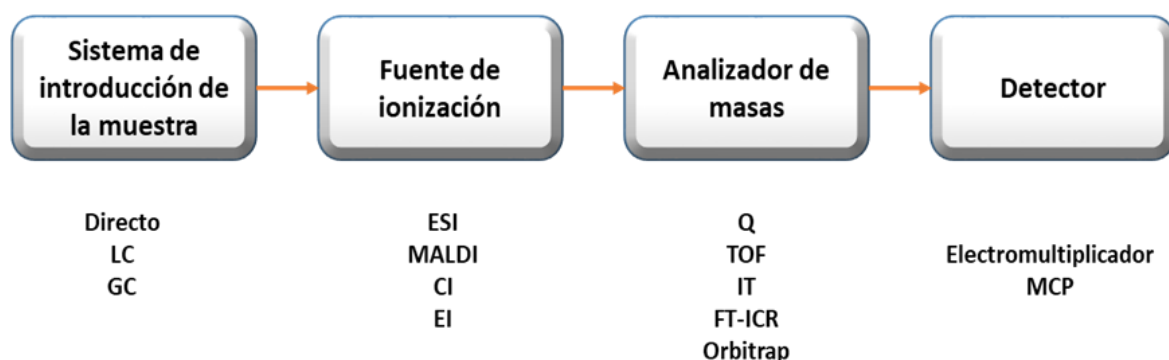 Sistema de
introducción de
la muestra
Fuente de
ionización
Analizador de
masas
Detector
Directo
LC
GC
ESI
MALDI
CI
EI
Q
TOF
IT
FT-ICR
Orbitrap
Electromultiplicador
MCP